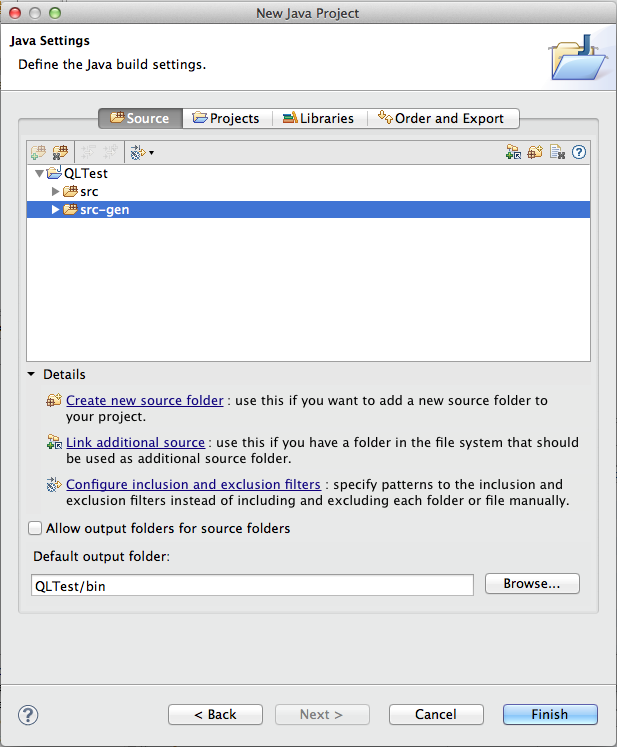 New Java Project
Java Settings
Define the Java build settings.
Source Projects Libraries Order and Export
QLTest
src
src-gen
Details
Create new source folder : use this if you want to add a new source folder to
your project.
Link additional source : use this if you have a folder in the file system that should
be used as additional source folder.
Configure inclusion and exclusion filters : specify patterns to the inclusion and
exclusion filters instead of including and excluding each folder or file manually.
Allow output folders for source folders
Default output folder:
QLTest/bin Browse...
? < Back Next > Cancel Finish